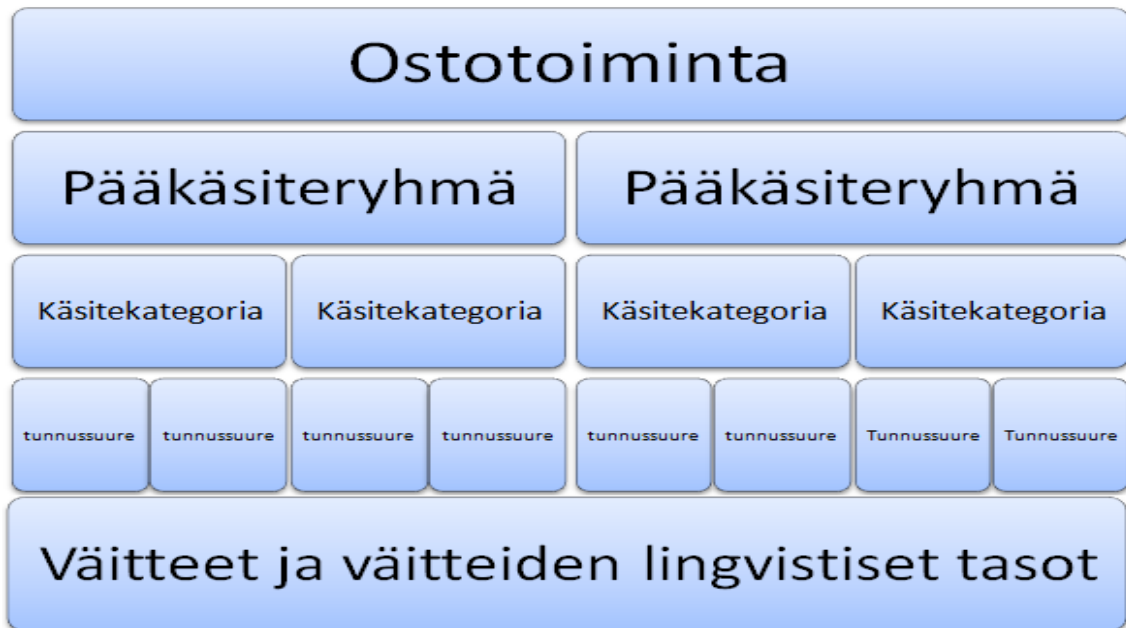 Ostotoiminta
Pääkäsiteryhmä Pääkäsiteryhmä
Käsitekategoria Käsitekategoria Käsitekategoria Käsitekategoria
tunnussuure tunnussuure tunnussuure tunnussuure tunnussuure tunnussuure Tunnussuure Tunnussuure
Väitteet ja väitteiden lingvistiset tasot